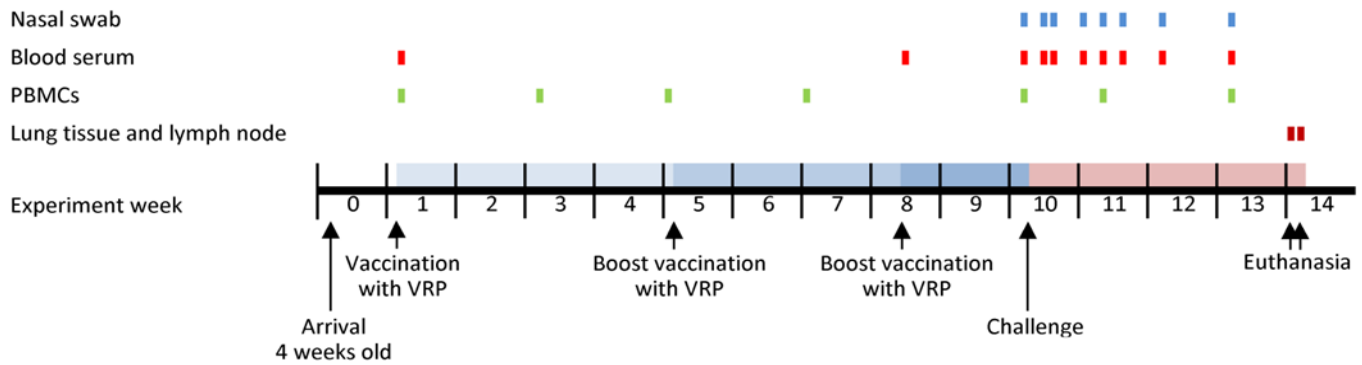 Nasal swab
Blood serum
PBMCs
Lung tissue and lymph node
Experiment week
0 1 2 3 4 5 6 7 8 9 10 11 12 13 14
Vaccination
with VRP
Boost vaccination
with VRP
Boost vaccination
with VRP
Euthanasia
Arrival
4 weeks old
Challenge